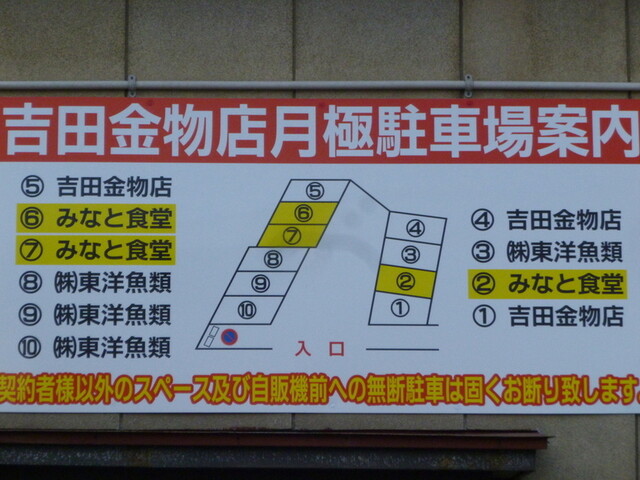 吉田金物店月極駐車場案内
⑤ 吉田金物店
⑥ みなと食堂
⑦ みなと食堂
⑧ ㈱東洋魚類
⑨ ㈱東洋魚類
⑩ ㈱東洋魚類
⑤
⑥
⑦
⑧
⑨
⑩
④
③
②
①
入口
④ 吉田金物店
③ ㈱東洋魚類
② みなと食堂
① 吉田金物店
契約者様以外のスペース及び自販機前への無断駐車は固くお断り致します。